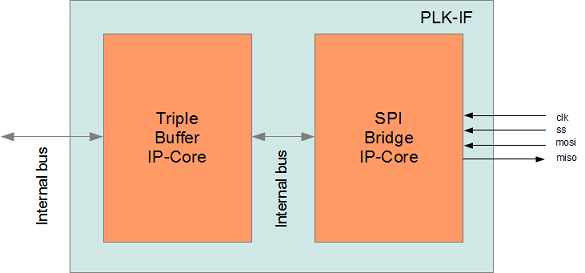 PLK-IF
Triple
Buffer
IP-Core
SPI
Bridge
IP-Core
Internal bus
Internal bus
clk
ss
mosi
miso